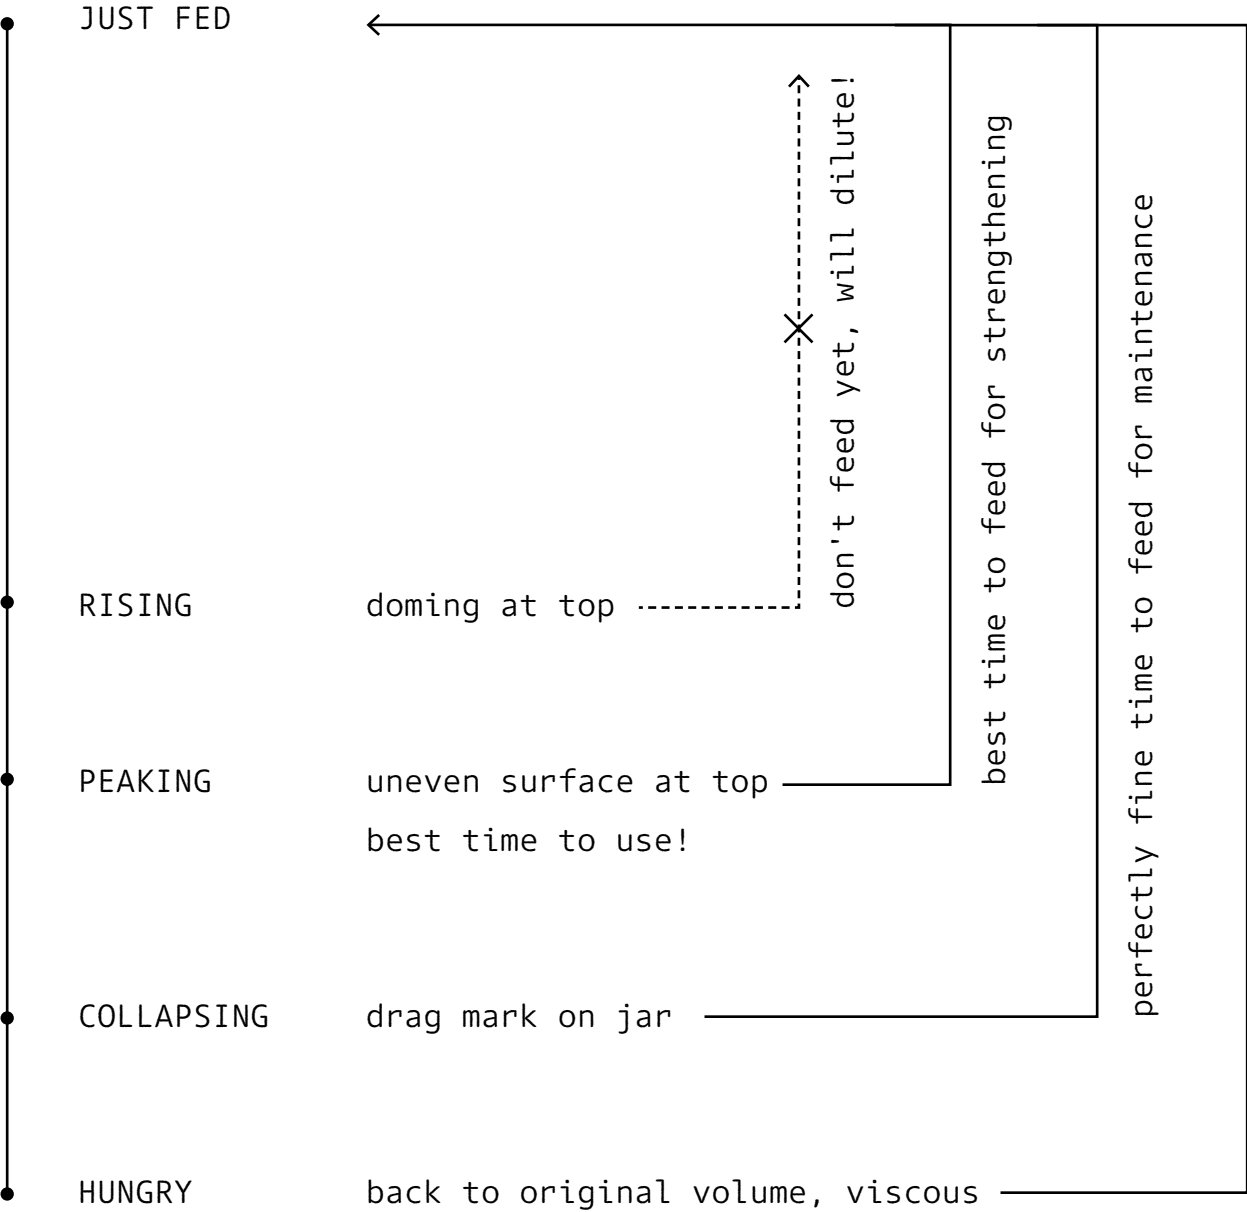 JUST FED
RISING
doming at top
don't feed yet, will dilute!
PEAKING
uneven surface at top
best time to use!
best time to feed for strengthening
COLLAPSING
drag mark on jar
perfectly fine time to feed for maintenance
HUNGRY
back to original volume, viscous